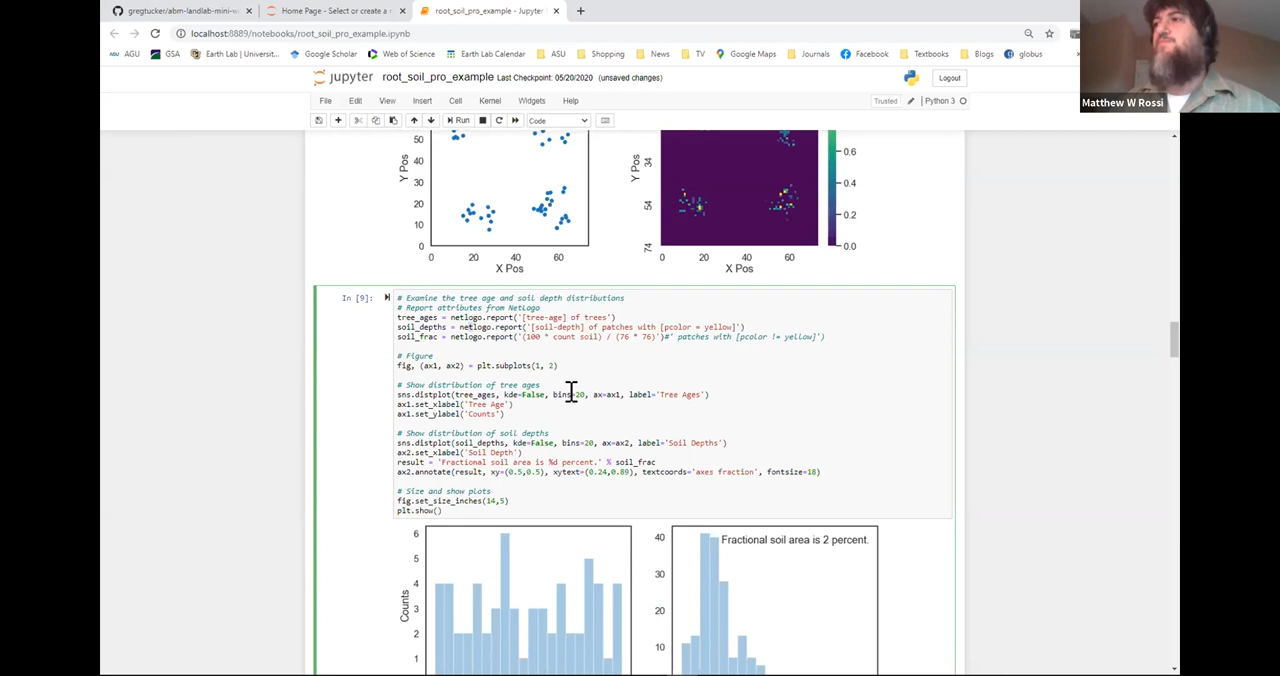 gregtucker/abm-landlab-mini-w
Home Page - Select or create a
root_soil_pro_example - Jupyter
localhost:8889/notebooks/root_soil_pro_example.ipynb
AGU
GSA
Earth Lab | Universit...
Google Scholar
Web of Science
Earth Lab Calendar
ASU
Shopping
News
TV
Google Maps
Journals
Facebook
Textbooks
Blogs
globus
jupyter root_soil_pro_example Last Checkpoint: 05/20/2020 (unsaved changes)
Logout
File Edit View Insert Cell Kernel Widgets Help
Trusted
Python 3
Run
Code
Matthew W Rossi
50
40
30
20
10
0
Y Pos
0 20 40 60
X Pos
34
54
74
Y Pos
0 20 40 60
X Pos
0.6
0.4
0.2
0.0
In [9]:
# Examine the tree age and soil depth distributions
# Report attributes from NetLogo
tree_ages = netlogo.report('[tree-age] of trees')
soil_depths = netlogo.report('[soil-depth] of patches with [pcolor = yellow]')
soil_frac = netlogo.report('(100 * count soil) / (76 * 76)')#' patches with [pcolor != yellow]')
# Figure
fig, (ax1, ax2) = plt.subplots(1, 2)
# Show distribution of tree ages
sns.distplot(tree_ages, kde=False, bins=20, ax=ax1, label='Tree Ages')
ax1.set_xlabel('Tree Age')
ax1.set_ylabel('Counts')
# Show distribution of soil depths
sns.distplot(soil_depths, kde=False, bins=20, ax=ax2, label='Soil Depths')
ax2.set_xlabel('Soil Depth')
result = 'Fractional soil area is %d percent.' % soil_frac
ax2.annotate(result, xy=(0.5,0.5), xytext=(0.24,0.89), textcoords='axes fraction', fontsize=18)
# Size and show plots
fig.set_size_inches(14,5)
plt.show()
6
5
4
3
2
1
Counts
40
30
20
10
Fractional soil area is 2 percent.